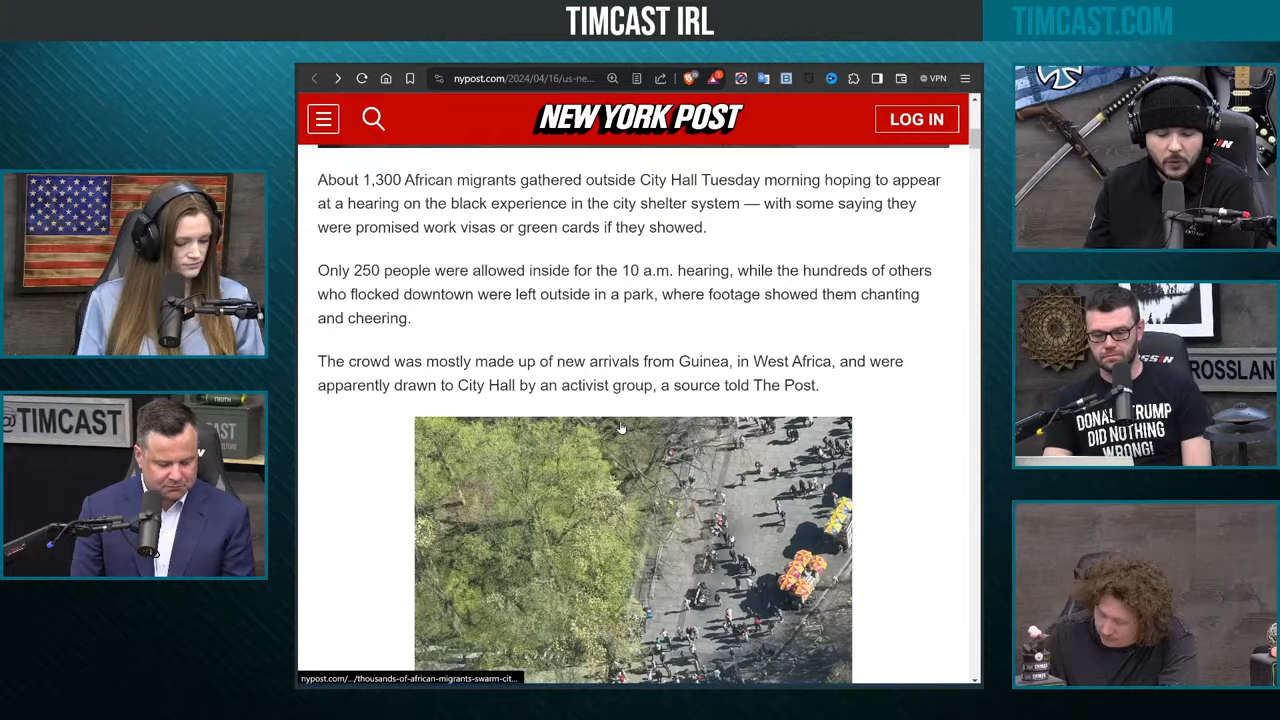 TIMCAST IRL
TIMCAST.COM
nypost.com/2024/04/16/us-ne...
VPN
NEW YORK POST
LOG IN
About 1,300 African migrants gathered outside City Hall Tuesday morning hoping to appear
at a hearing on the black experience in the city shelter system — with some saying they
were promised work visas or green cards if they showed.
Only 250 people were allowed inside for the 10 a.m. hearing, while the hundreds of others
who flocked downtown were left outside in a park, where footage showed them chanting
and cheering.
The crowd was mostly made up of new arrivals from Guinea, in West Africa, and were
apparently drawn to City Hall by an activist group, a source told The Post.
nypost.com/.../thousands-of-african-migrants-swarm-cit...
@TIMCAST
TRUTH
CAST
CROSSLAN
DONALD TRUMP
DID NOTHING
WRONG!